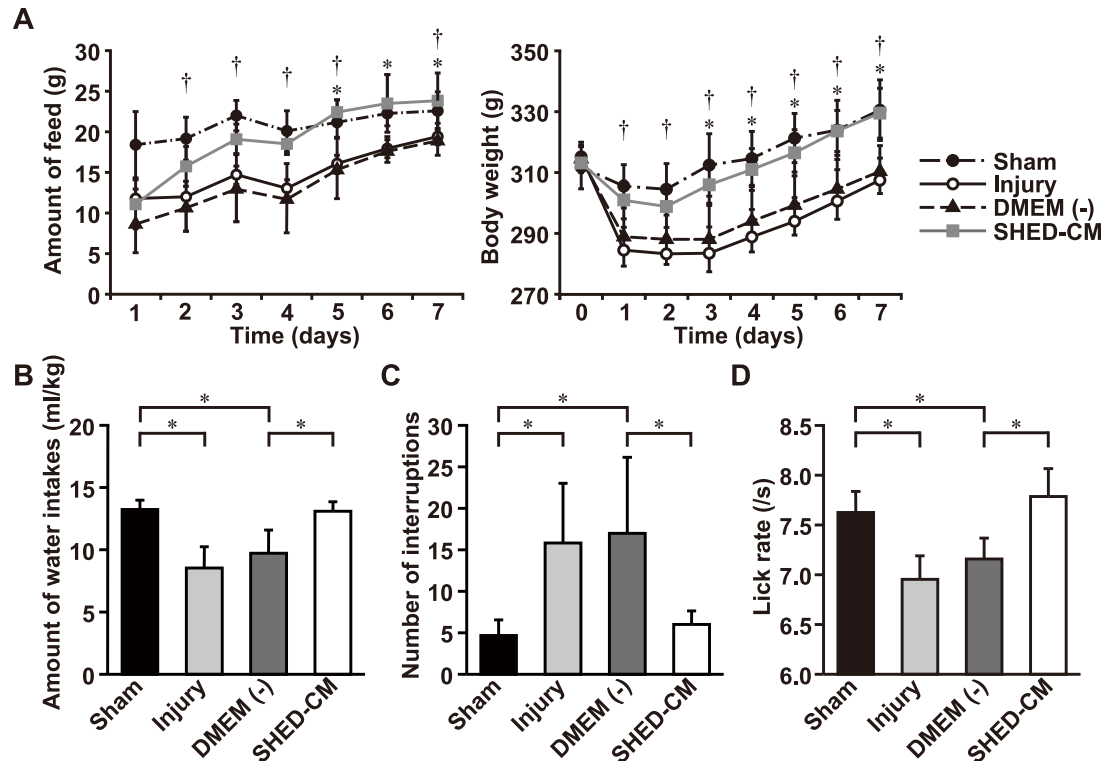 A
Amount of feed (g)
30
25
20
15
10
5
0
† † † † † * * † *
1 2 3 4 5 6 7
Time (days)
Body weight (g)
350
330
310
290
270
† † † * † * † * † * † *
0 1 2 3 4 5 6 7
Time (days)
Sham
Injury
DMEM (-)
SHED-CM
B
Amount of water intakes (ml/kg)
20
15
10
5
0
*
* *
Sham
Injury
DMEM (-)
SHED-CM
C
Number of interruptions
30
25
20
15
10
5
0
*
* *
Sham
Injury
DMEM (-)
SHED-CM
D
Lick rate (/s)
8.5
8.0
7.5
7.0
6.5
6.0
*
* *
Sham
Injury
DMEM (-)
SHED-CM